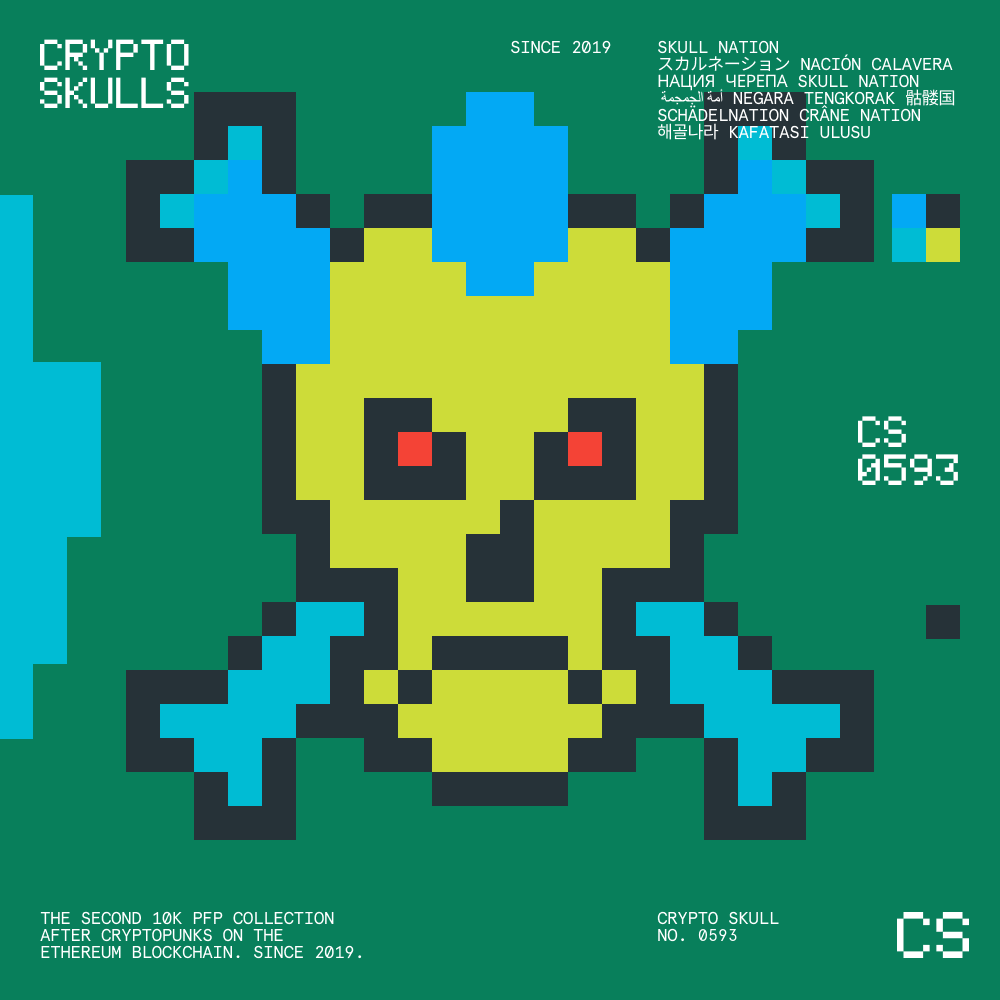 CRYPTO
SKULLS
SINCE 2019
SKULL NATION
スカルネーション NACIÓN CALAVERA
НАЦИЯ ЧЕРЕПА SKULL NATION
أمة الجمجمة NEGARA TENGKORAK 骷髅国
SCHÄDELNATION CRÂNE NATION
해골나라 KAFATASI ULUSU
CS
0593
THE SECOND 10K PFP COLLECTION
AFTER CRYPTOPUNKS ON THE
ETHEREUM BLOCKCHAIN. SINCE 2019.
CRYPTO SKULL
NO. 0593
CS